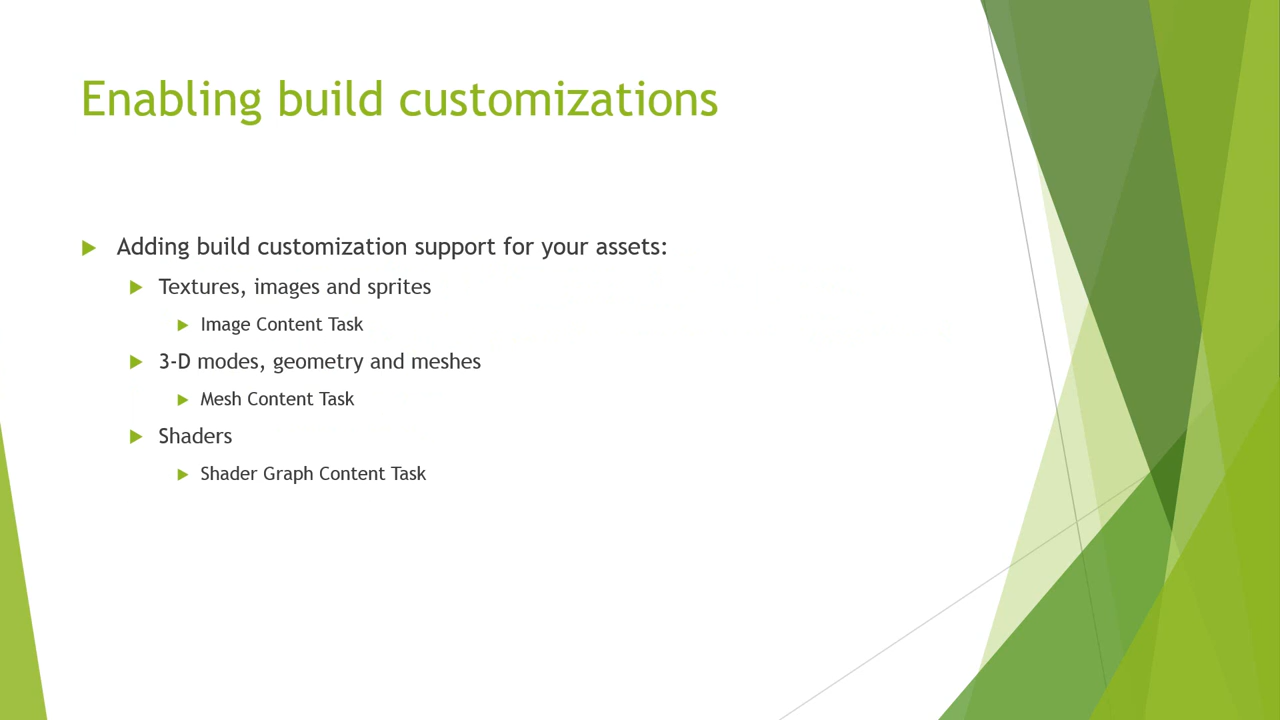 Enabling build customizations
Adding build customization support for your assets:
Textures, images and sprites
Image Content Task
3-D modes, geometry and meshes
Mesh Content Task
Shaders
Shader Graph Content Task